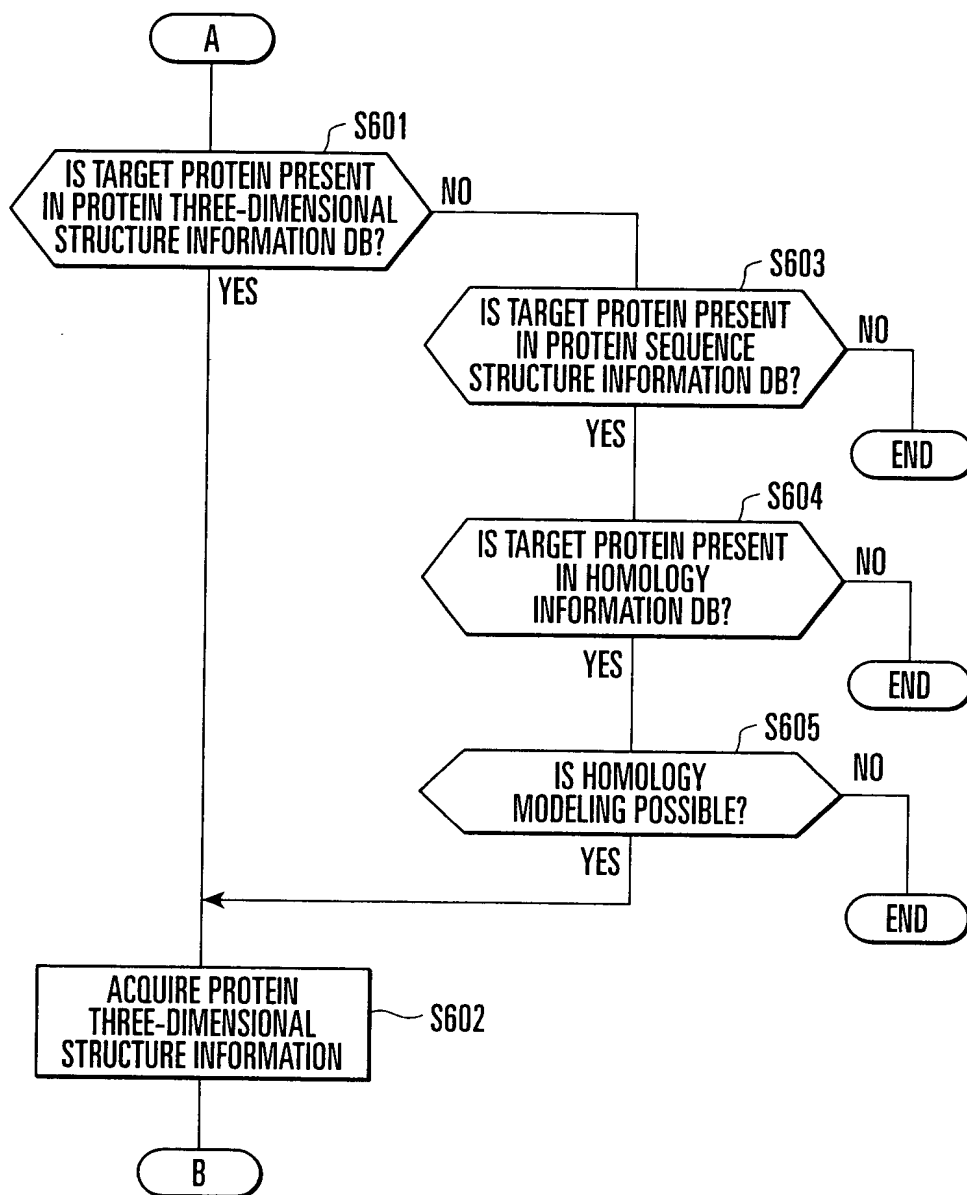 A
S601
IS TARGET PROTEIN PRESENT
IN PROTEIN THREE-DIMENSIONAL
STRUCTURE INFORMATION DB?
NO
YES
S603
IS TARGET PROTEIN PRESENT
IN PROTEIN SEQUENCE
STRUCTURE INFORMATION DB?
NO
YES
END
S604
IS TARGET PROTEIN PRESENT
IN HOMOLOGY
INFORMATION DB?
NO
YES
END
S605
IS HOMOLOGY
MODELING POSSIBLE?
NO
YES
END
ACQUIRE PROTEIN
THREE-DIMENSIONAL
STRUCTURE INFORMATION
S602
B